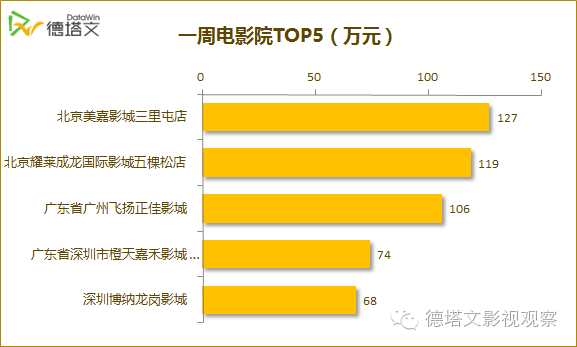 DataWin
德塔文
一周电影院TOP5（万元）
0 50 100 150
北京美嘉影城三里屯店 127
北京耀莱成龙国际影城五棵松店 119
广东省广州飞扬正佳影城 106
广东省深圳市橙天嘉禾影城... 74
深圳博纳龙岗影城 68
德塔文影视观察